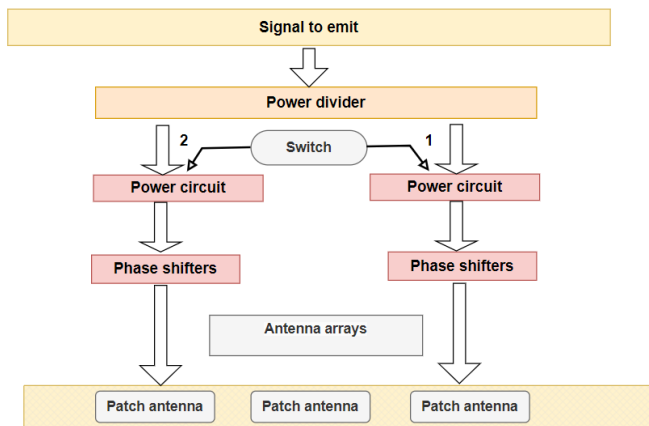 Signal to emit
Power divider
2
Switch
1
Power circuit
Power circuit
Phase shifters
Phase shifters
Antenna arrays
Patch antenna
Patch antenna
Patch antenna